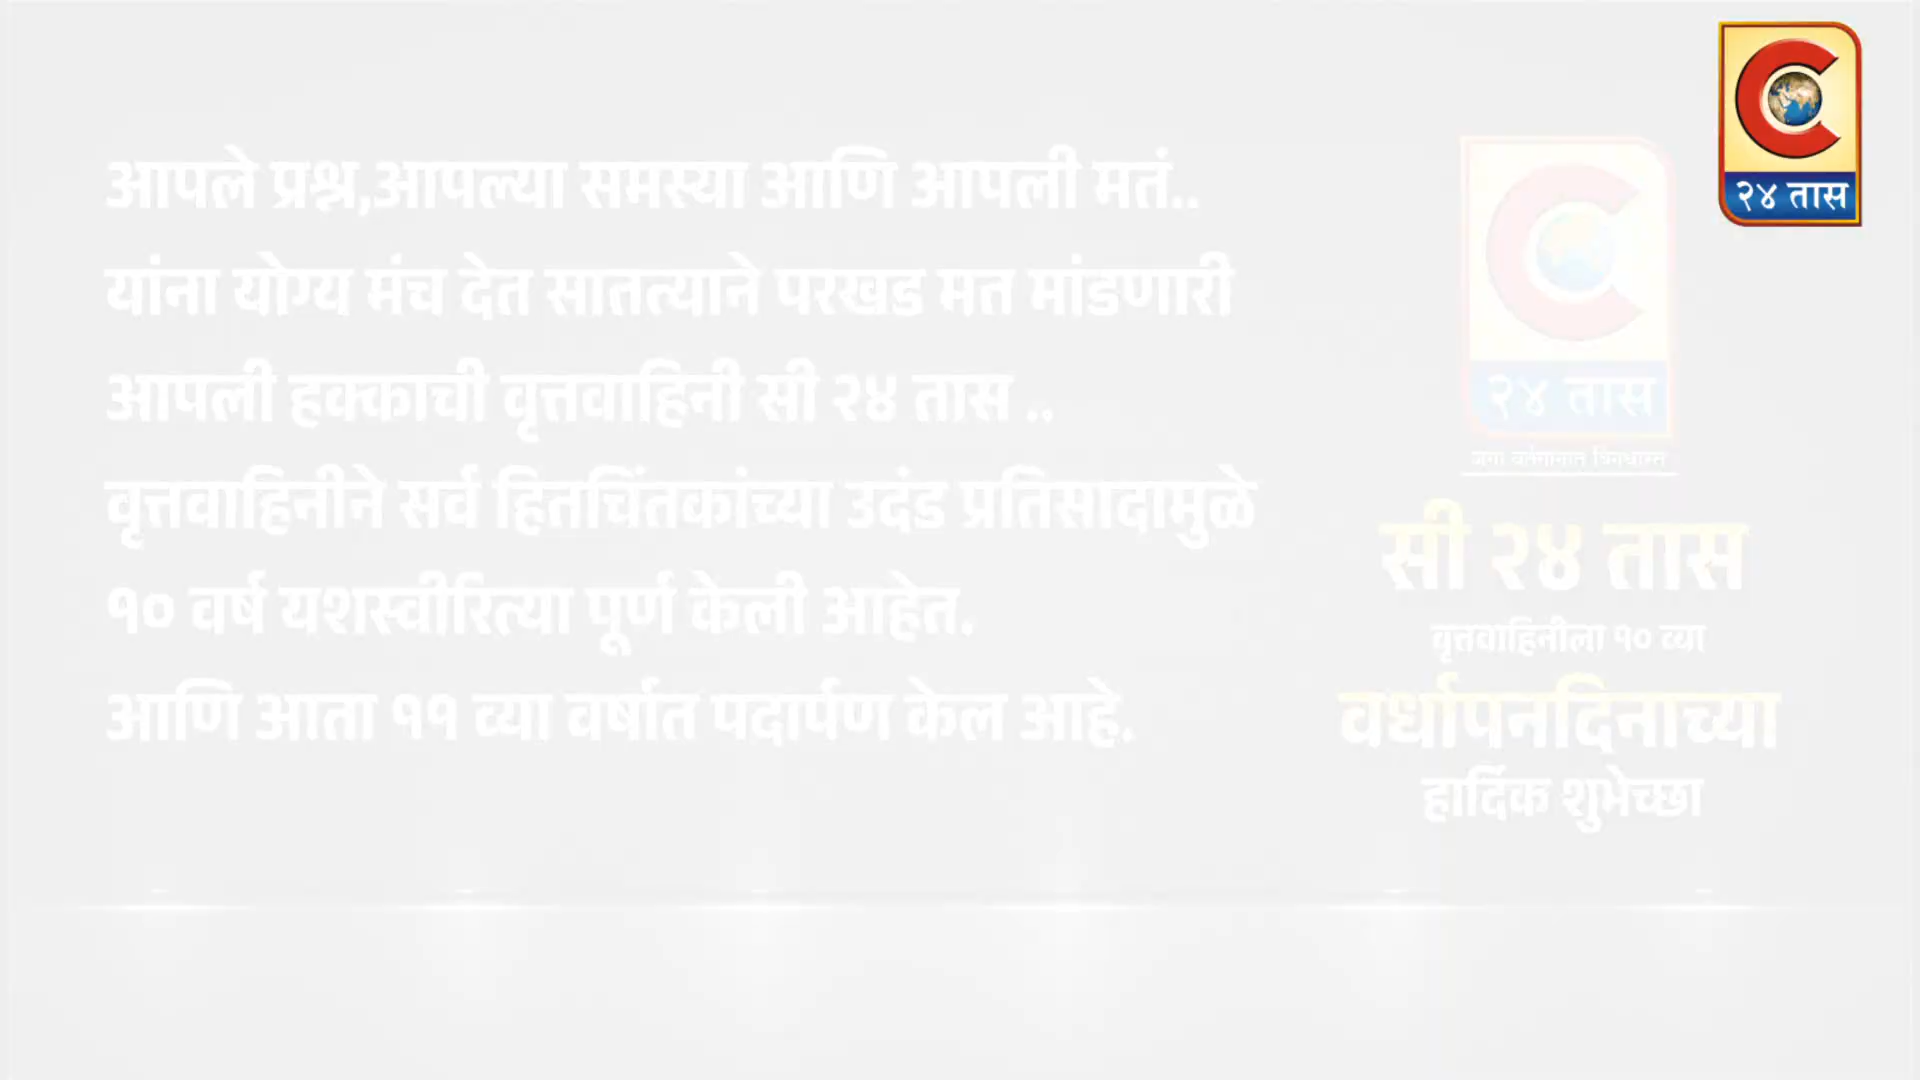 आपले प्रश्न,आपल्या समस्या आणि आपली मतं..
यांना योग्य मंच देत सातत्याने परखड मत मांडणारी
आपली हक्काची वृत्तवाहिनी सी २४ तास ..
वृत्तवाहिनीने सर्व हितचिंतकांच्या उदंड प्रतिसादामुळे
१० वर्ष यशस्वीरित्या पूर्ण केली आहेत.
आणि आता ११ व्या वर्षात पदार्पण केल आहे.
२४ तास
२४ तास
सी २४ तास
वृत्तवाहिनीला १० व्या
वर्धापनदिनाच्या
हार्दिक शुभेच्छा